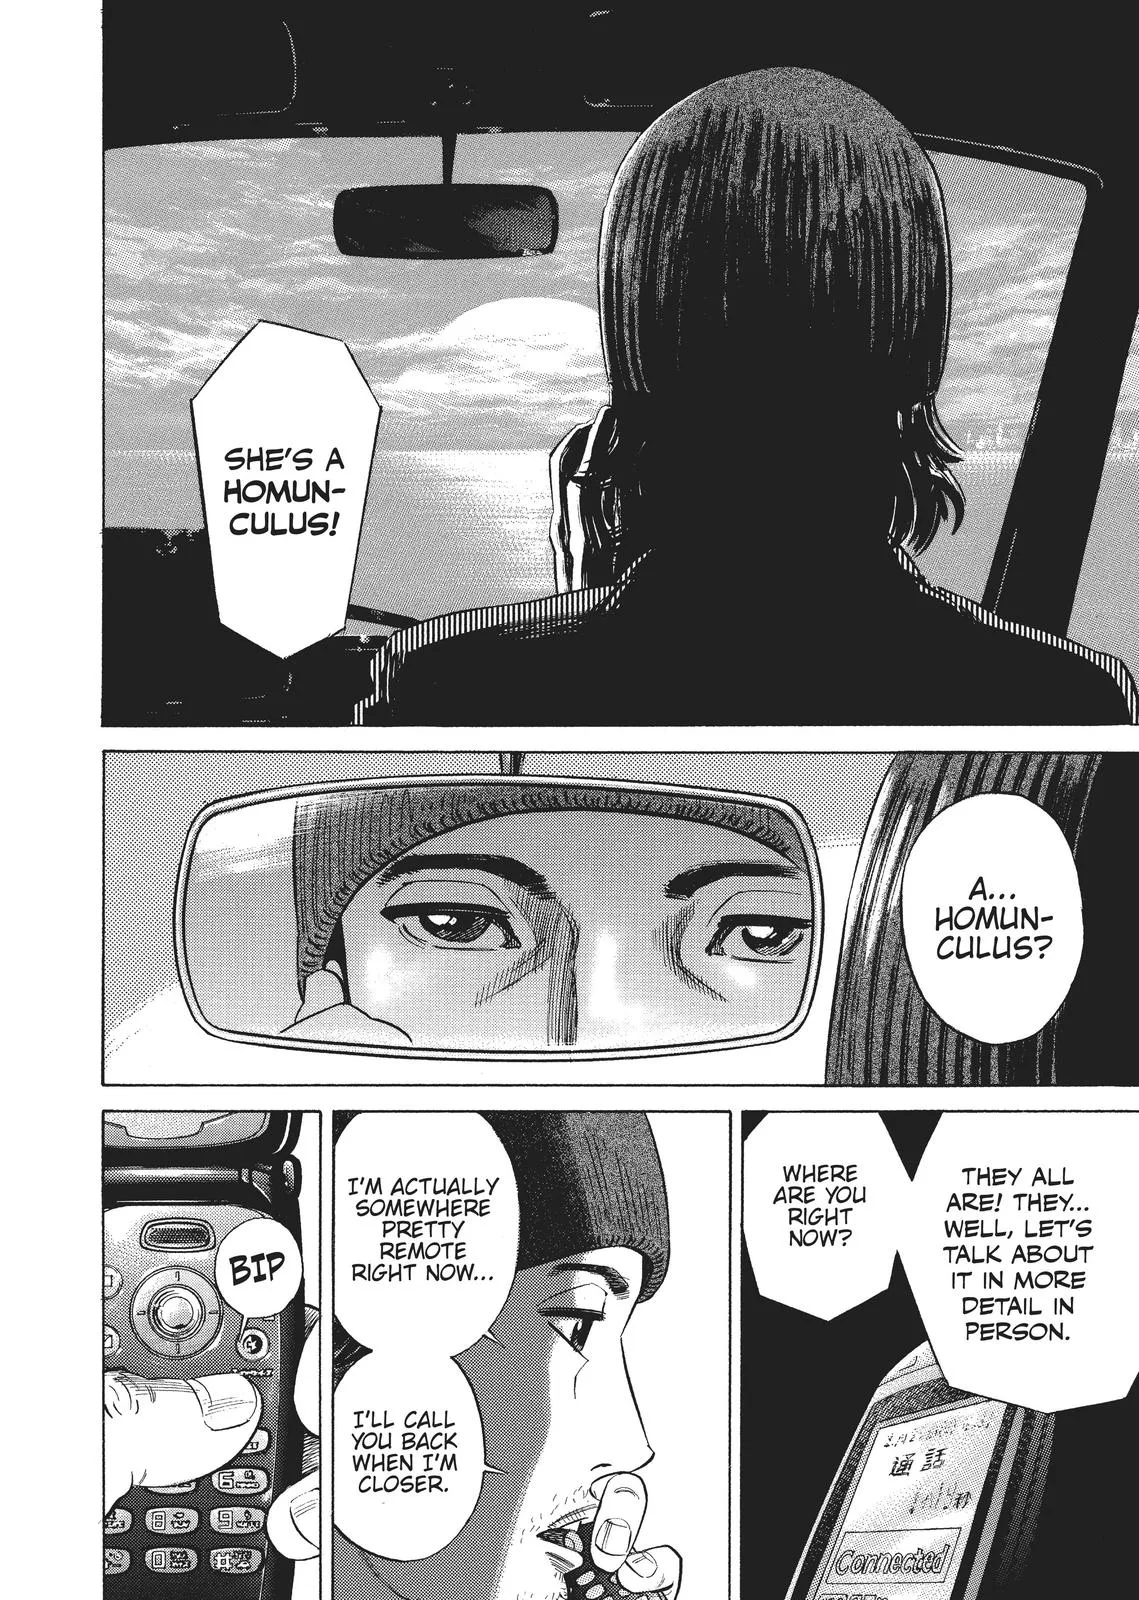 SHE'S A
HOMUN-
CULUS!
A...
HOMUN-
CULUS?
THEY ALL
ARE! THEY...
WELL, LET'S
TALK ABOUT
IT IN MORE
DETAIL IN
PERSON.
WHERE
ARE YOU
RIGHT
NOW?
通話
秒
Connected
I'M ACTUALLY
SOMEWHERE
PRETTY
REMOTE
RIGHT NOW...
I'LL CALL
YOU BACK
WHEN I'M
CLOSER.
BIP